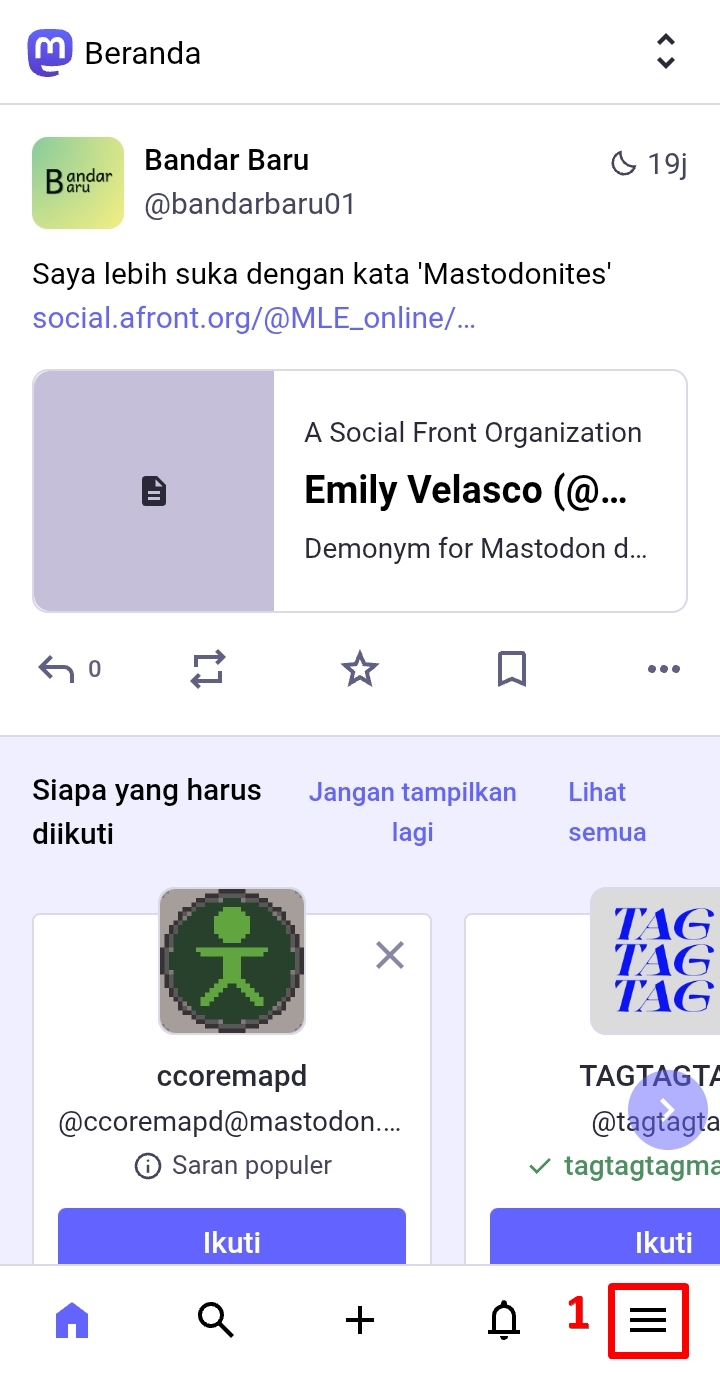 Beranda
Bandar Baru
Bandar Baru
19j
@bandarbaru01
Saya lebih suka dengan kata 'Mastodonites'
social.afront.org/@MLE_online/...
A Social Front Organization
Emily Velasco (@...
Demonym for Mastodon d...
0
Siapa yang harus diikuti
Jangan tampilkan lagi
Lihat semua
TAG
TAG
TAG
ccoremapd
@ccoremapd@mastodon....
Saran populer
Ikuti
TAGTAGTA
@tagtagta
tagtagtagma
Ikuti
1